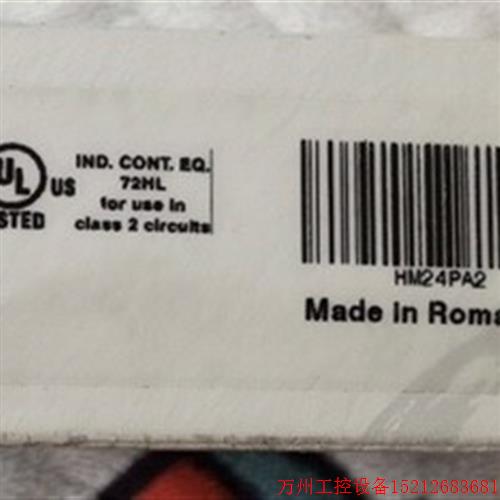 UL US
STED
IND. CONT. EQ.
72HL
for use in
class 2 circuits
HM24PA2
Made in Roma
万州工控设备15212683681